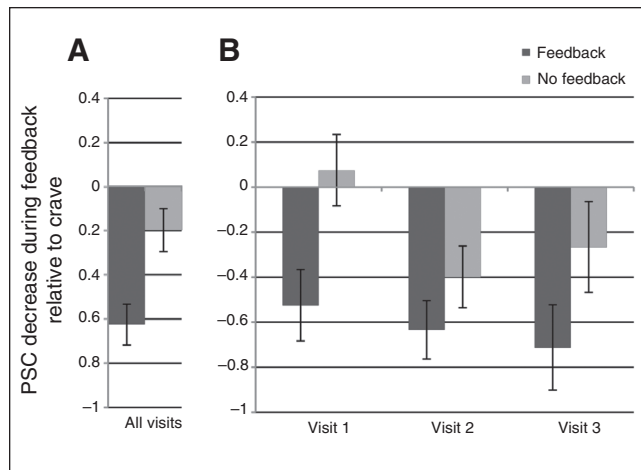 A
B
Feedback
No feedback
PSC decrease during feedback
relative to crave
0.4
0.2
0
0.2
0.4
0.6
0.8
−1
All visits
0.4
0.2
0
−0.2
−0.4
−0.6
−0.8
−1
Visit 1 Visit 2 Visit 3